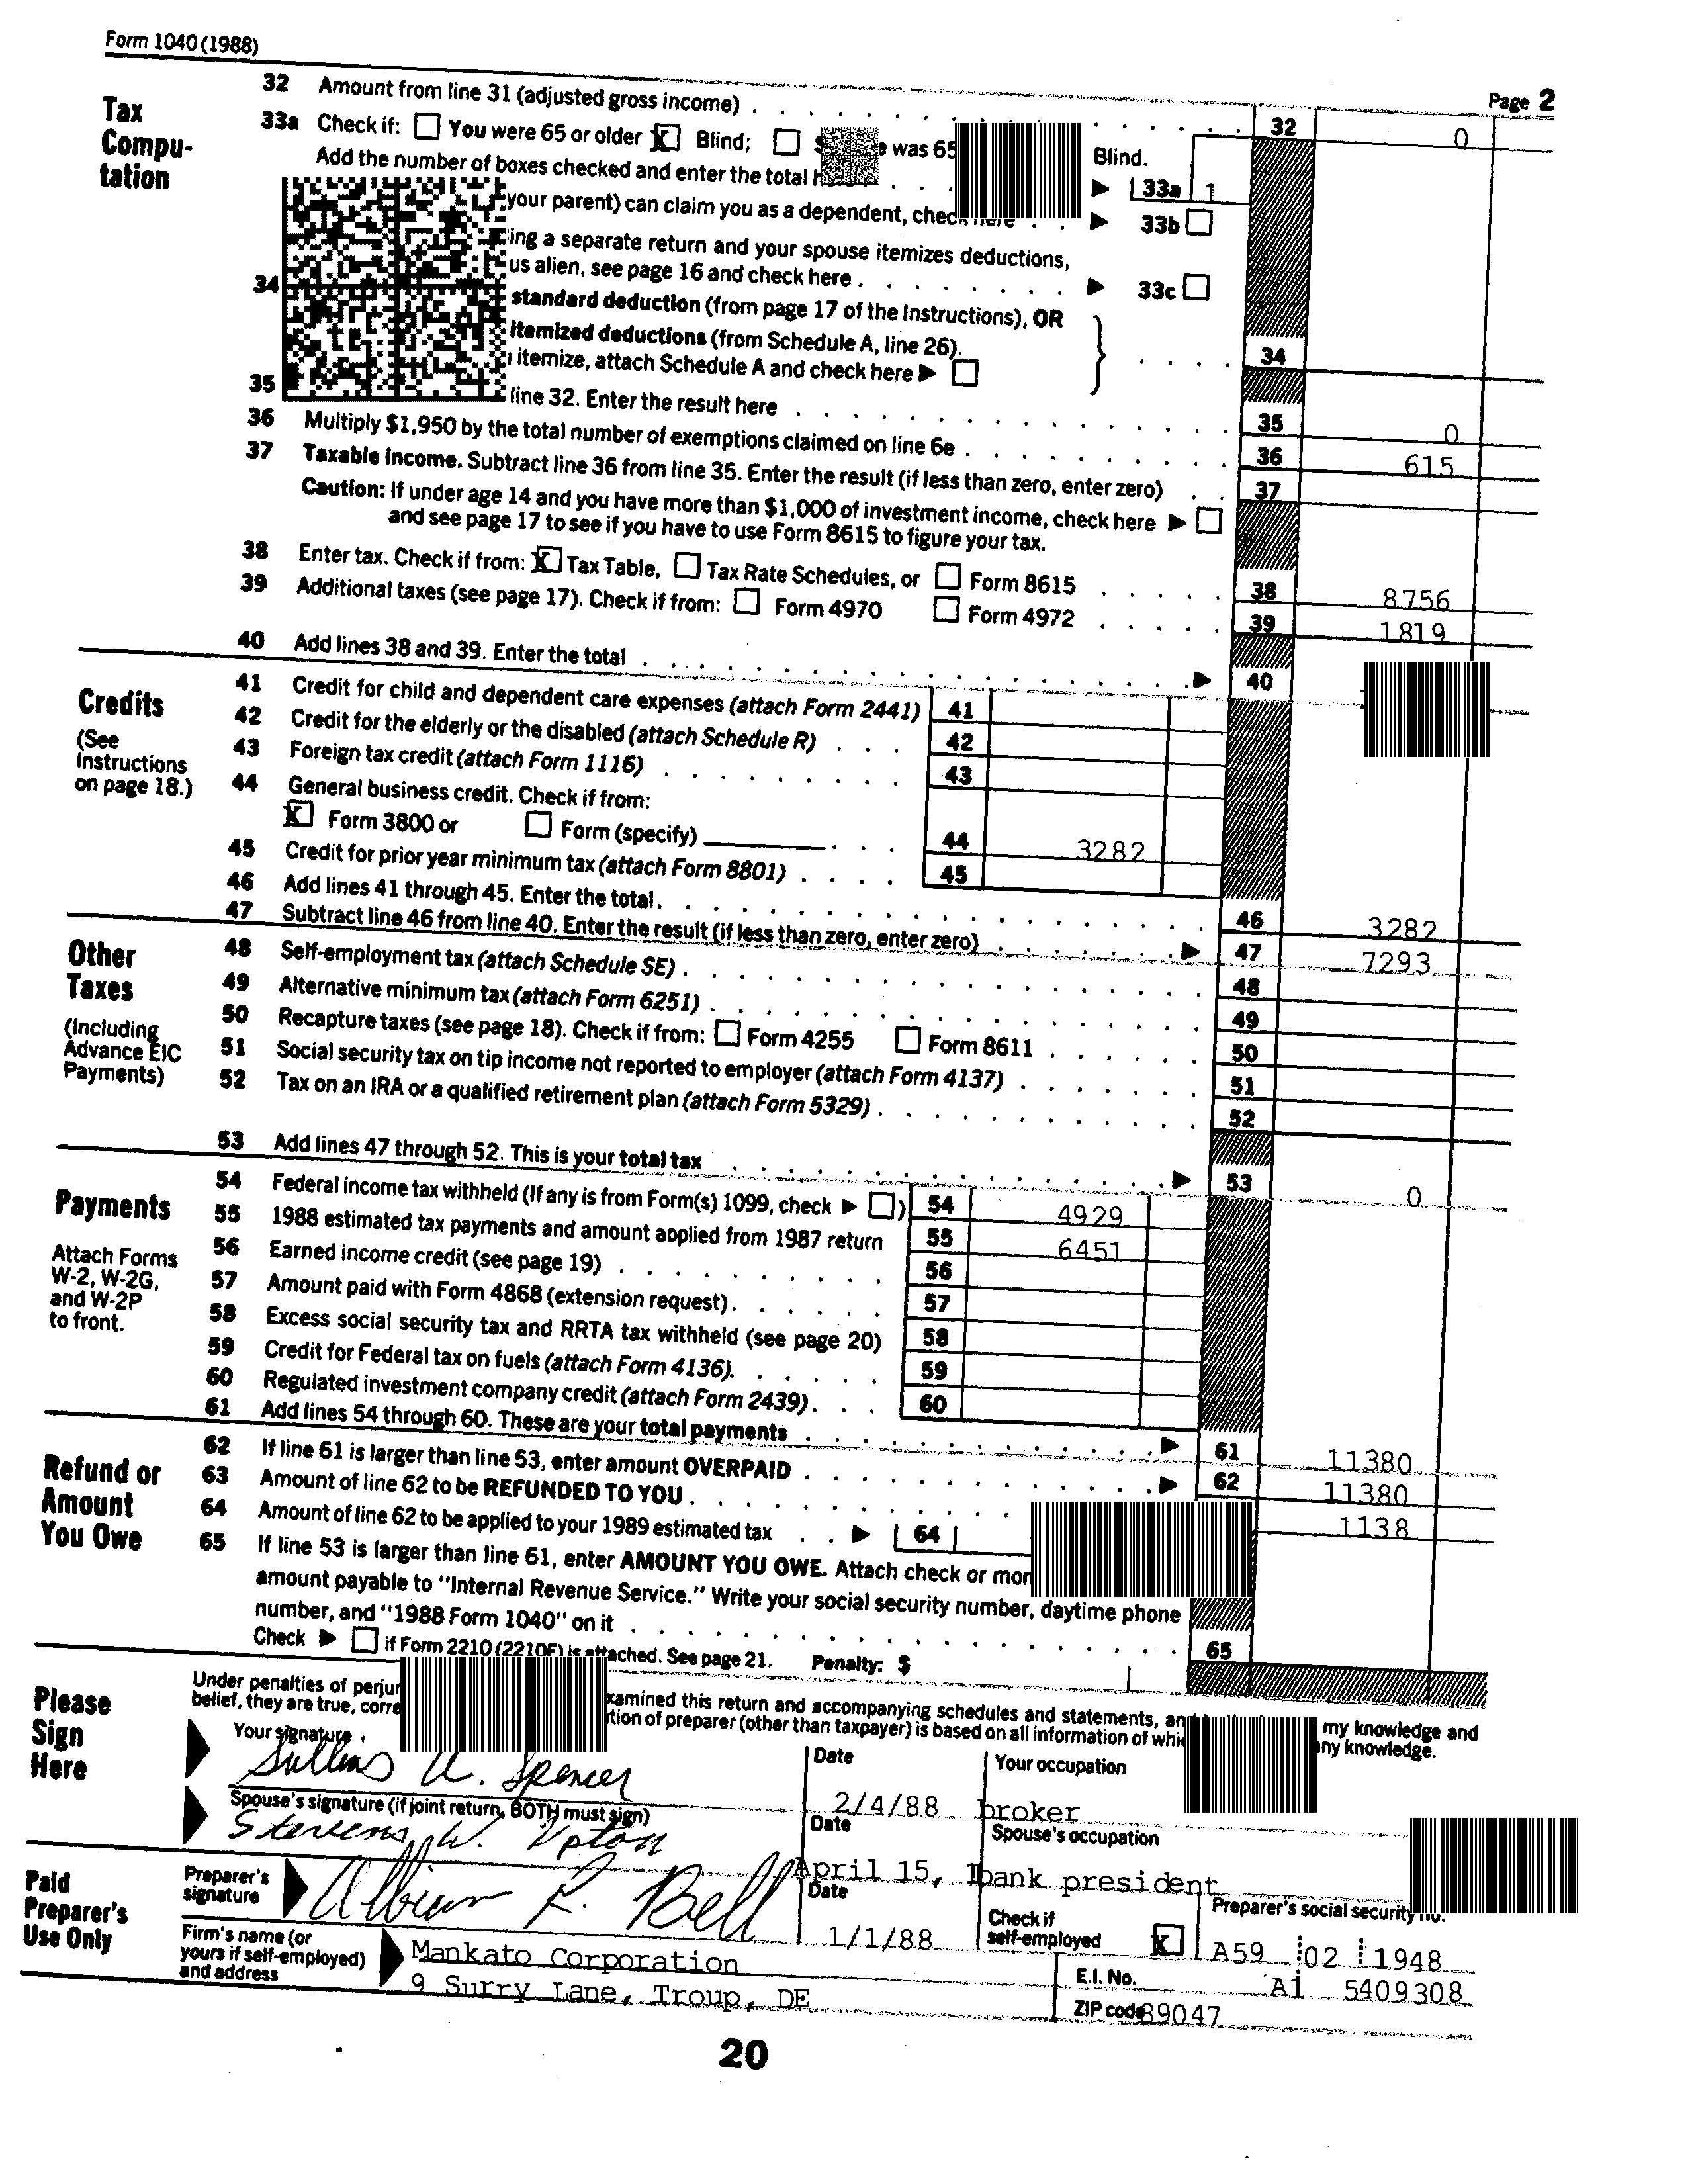 Form 1040 (1988)
Page 2
Tax Compu-tation
32 Amount from line 31 (adjusted gross income) . . . . 32 0
33a Check if: You were 65 or older X Blind; was 65 Blind.
Add the number of boxes checked and enter the total . . . 33a 1
your parent) can claim you as a dependent, check here . . 33b
ing a separate return and your spouse itemizes deductions,
us alien, see page 16 and check here . . . . . . . 33c
34 standard deduction (from page 17 of the Instructions), OR
itemized deductions (from Schedule A, line 26).
itemize, attach Schedule A and check here . . . . 34
35 line 32. Enter the result here . . . . 35 0
36 Multiply $1,950 by the total number of exemptions claimed on line 6e . . . . 36 615
37 Taxable income. Subtract line 36 from line 35. Enter the result (if less than zero, enter zero) . . 37
Caution: If under age 14 and you have more than $1,000 of investment income, check here
and see page 17 to see if you have to use Form 8615 to figure your tax.
38 Enter tax. Check if from: X Tax Table, Tax Rate Schedules, or Form 8615 . . . . . 38 8756
39 Additional taxes (see page 17). Check if from: Form 4970 Form 4972 . . . . . 39 1819
40 Add lines 38 and 39. Enter the total . . . . 40
Credits
(See Instructions on page 18.)
41 Credit for child and dependent care expenses (attach Form 2441) 41
42 Credit for the elderly or the disabled (attach Schedule R) . . . 42
43 Foreign tax credit (attach Form 1116) . . . . 43
44 General business credit. Check if from:
X Form 3800 or Form (specify) . . . 44 3282
45 Credit for prior year minimum tax (attach Form 8801) . . . . 45
46 Add lines 41 through 45. Enter the total. . . . 46 3282
47 Subtract line 46 from line 40. Enter the result (if less than zero, enter zero) . . . . 47 7293
Other Taxes
(Including Advance EIC Payments)
48 Self-employment tax (attach Schedule SE) . . . . 48
49 Alternative minimum tax (attach Form 6251) . . . . 49
50 Recapture taxes (see page 18). Check if from: Form 4255 Form 8611 . . . . 50
51 Social security tax on tip income not reported to employer (attach Form 4137) . . . . 51
52 Tax on an IRA or a qualified retirement plan (attach Form 5329) . . . . 52
53 Add lines 47 through 52. This is your total tax . . . . 53 0
Payments
Attach Forms W-2, W-2G, and W-2P to front.
54 Federal income tax withheld (If any is from Form(s) 1099, check ) 54 4929
55 1988 estimated tax payments and amount applied from 1987 return 55 6451
56 Earned income credit (see page 19) . . . . 56
57 Amount paid with Form 4868 (extension request) . . . . 57
58 Excess social security tax and RRTA tax withheld (see page 20) 58
59 Credit for Federal tax on fuels (attach Form 4136). . . . 59
60 Regulated investment company credit (attach Form 2439) . . . 60
61 Add lines 54 through 60. These are your total payments . . . . 61 11380
Refund or Amount You Owe
62 If line 61 is larger than line 53, enter amount OVERPAID . . . . 62 11380
63 Amount of line 62 to be REFUNDED TO YOU . . . . 1138
64 Amount of line 62 to be applied to your 1989 estimated tax . . 64
65 If line 53 is larger than line 61, enter AMOUNT YOU OWE. Attach check or
amount payable to "Internal Revenue Service." Write your social security number, daytime phone
number, and "1988 Form 1040" on it . . . . 65
Check if Form 2210 (2210F) is attached. See page 21. Penalty: $
Please Sign Here
Under penalties of examined this return and accompanying schedules and statements, my knowledge and
belief, they are true, of preparer (other than taxpayer) is based on all information of knowledge.
Your signature Date Your occupation
Sullins U. Spencer 2/4/88 broker
Spouse's signature (if joint return, BOTH must sign) Date Spouse's occupation
Stevens W. Upton April 15, 1 bank president
Paid Preparer's Use Only
Preparer's signature Date Check if self-employed X Preparer's social security no.
Albion F. Bell 1/1/88 A59 02 1948
Firm's name (or yours if self-employed) and address
Mankato Corporation E.I. No. A1 5409308
9 Surry Lane, Troup, DE ZIP code 89047
20